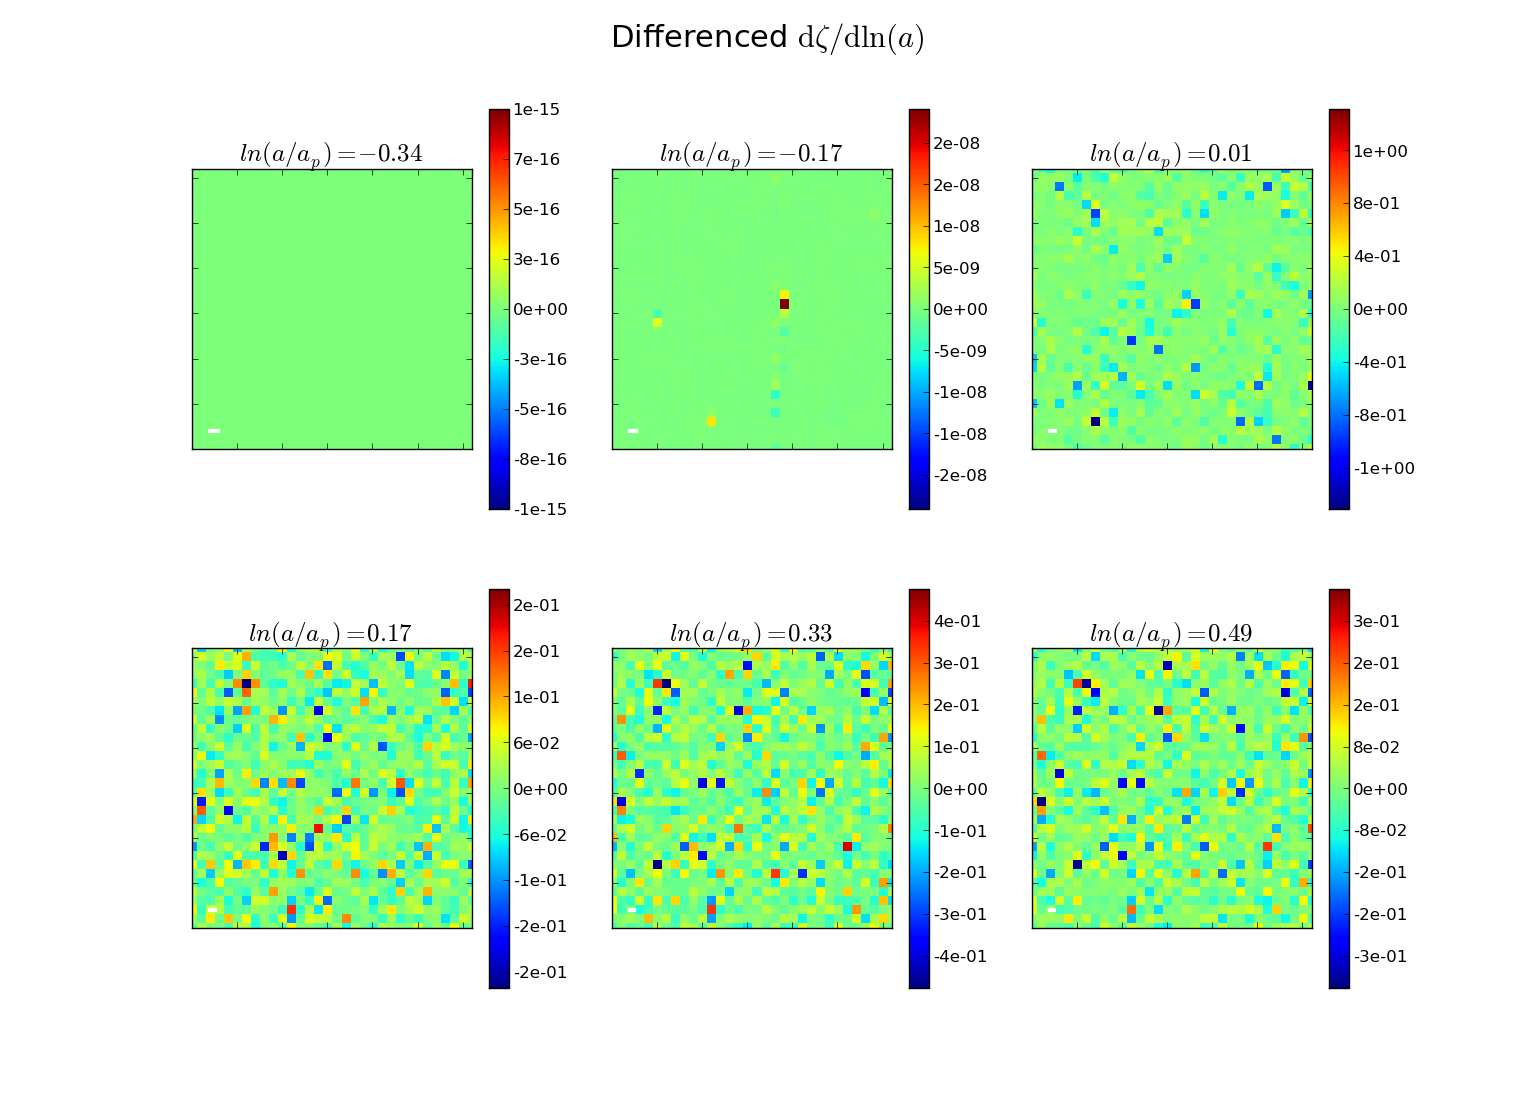 Differenced dζ/dln(a)
ln(a/a_p)=−0.34
1e-15
7e-16
5e-16
3e-16
0e+00
-3e-16
-5e-16
-8e-16
-1e-15
ln(a/a_p)=−0.17
2e-08
2e-08
1e-08
5e-09
0e+00
-5e-09
-1e-08
-1e-08
-2e-08
ln(a/a_p)=0.01
1e+00
8e-01
4e-01
0e+00
-4e-01
-8e-01
-1e+00
ln(a/a_p)=0.17
2e-01
2e-01
1e-01
6e-02
0e+00
-6e-02
-1e-01
-2e-01
-2e-01
ln(a/a_p)=0.33
4e-01
3e-01
2e-01
1e-01
0e+00
-1e-01
-2e-01
-3e-01
-4e-01
ln(a/a_p)=0.49
3e-01
2e-01
2e-01
8e-02
0e+00
-8e-02
-2e-01
-2e-01
-3e-01